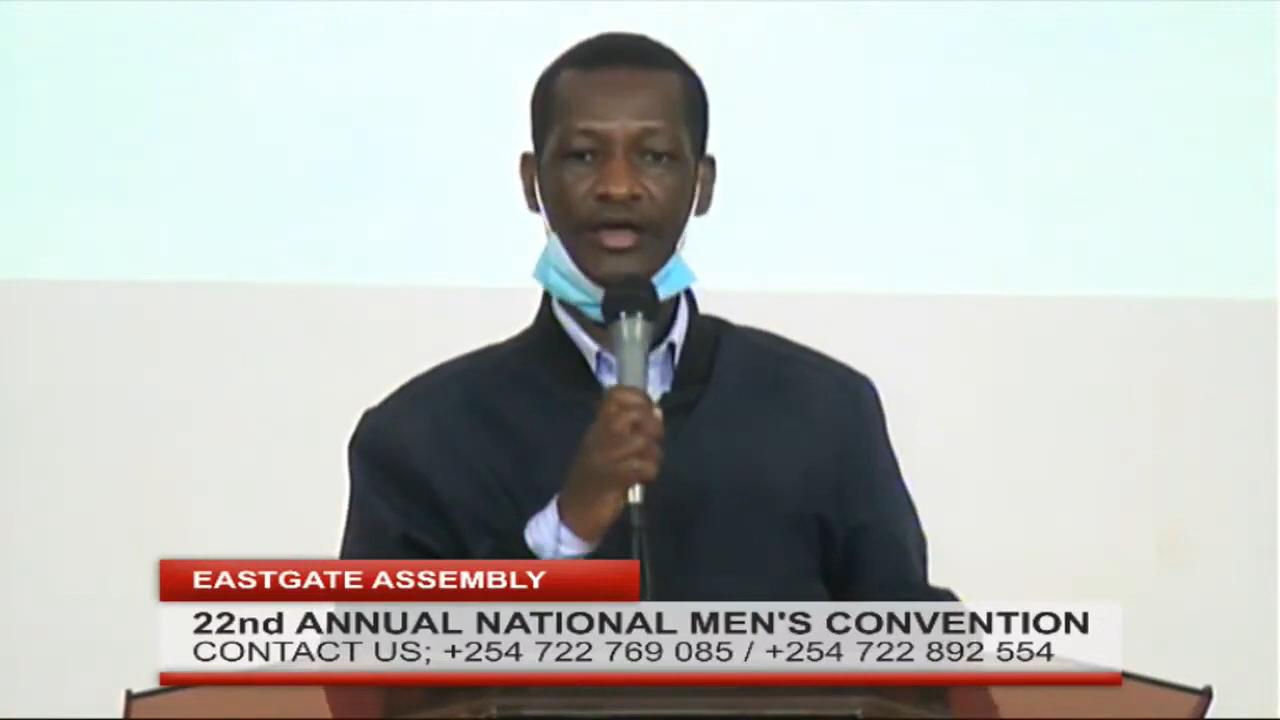 EASTGATE ASSEMBLY
22nd ANNUAL NATIONAL MEN'S CONVENTION
CONTACT US; +254 722 769 085 / +254 722 892 554